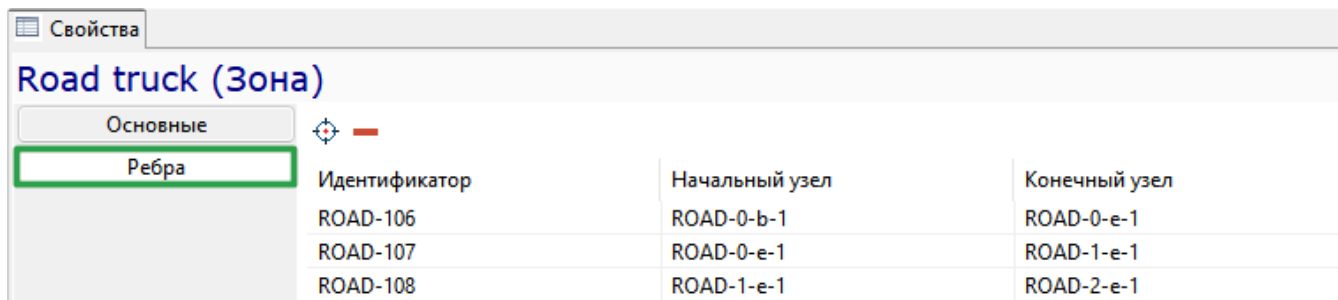 Свойства
Road truck (Зона)
Основные
Ребра
Идентификатор Начальный узел Конечный узел
ROAD-106 ROAD-0-b-1 ROAD-0-e-1
ROAD-107 ROAD-0-e-1 ROAD-1-e-1
ROAD-108 ROAD-1-e-1 ROAD-2-e-1